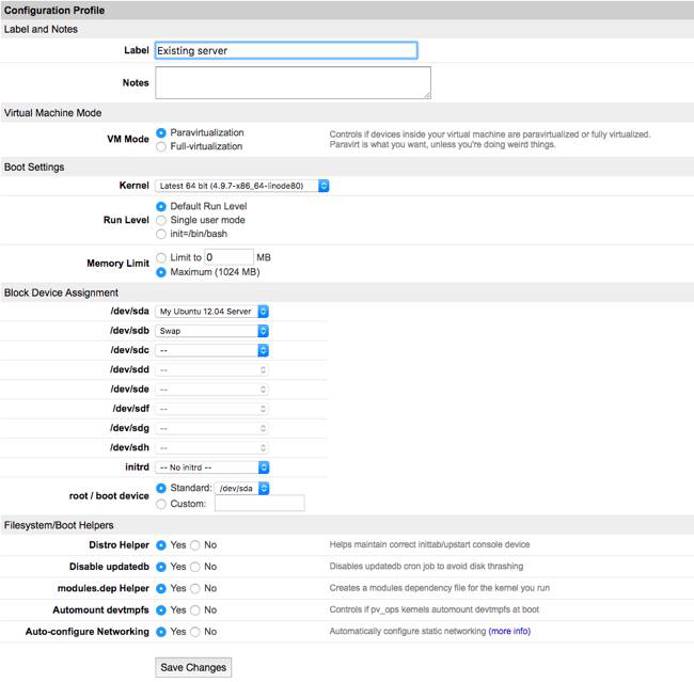 Configuration Profile
Label and Notes
Label Existing server
Notes
Virtual Machine Mode
VM Mode Paravirtualization Controls if devices inside your virtual machine are paravirtualized or fully virtualized.
Full-virtualization Paravirt is what you want, unless you're doing weird things.
Boot Settings
Kernel Latest 64 bit (4.9.7-x86_64-linode80)
Default Run Level
Run Level Single user mode
init=/bin/bash
Limit to 0 MB
Memory Limit
Maximum (1024 MB)
Block Device Assignment
/dev/sda My Ubuntu 12.04 Server
/dev/sdb Swap
/dev/sdc --
/dev/sdd --
/dev/sde --
/dev/sdf --
/dev/sdg --
/dev/sdh --
initrd -- No initrd --
root / boot device Standard: /dev/sda
Custom:
Filesystem/Boot Helpers
Distro Helper Yes No Helps maintain correct inittab/upstart console device
Disable updatedb Yes No Disables updatedb cron job to avoid disk thrashing
modules.dep Helper Yes No Creates a modules dependency file for the kernel you run
Automount devtmpfs Yes No Controls if pv_ops kernels automount devtmpfs at boot
Auto-configure Networking Yes No Automatically configure static networking (more info)
Save Changes